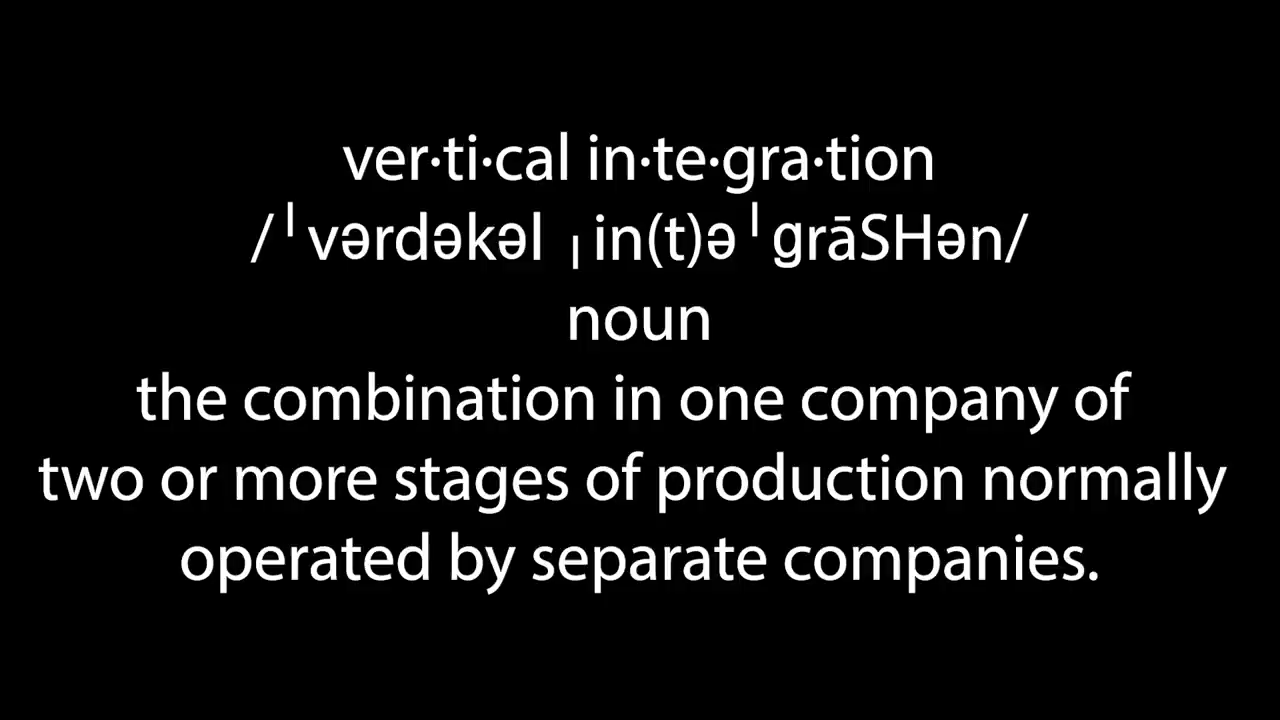 ver·ti·cal in·te·gra·tion
/ˈvərdəkəl ˌin(t)əˈɡrāSHən/
noun
the combination in one company of
two or more stages of production normally
operated by separate companies.